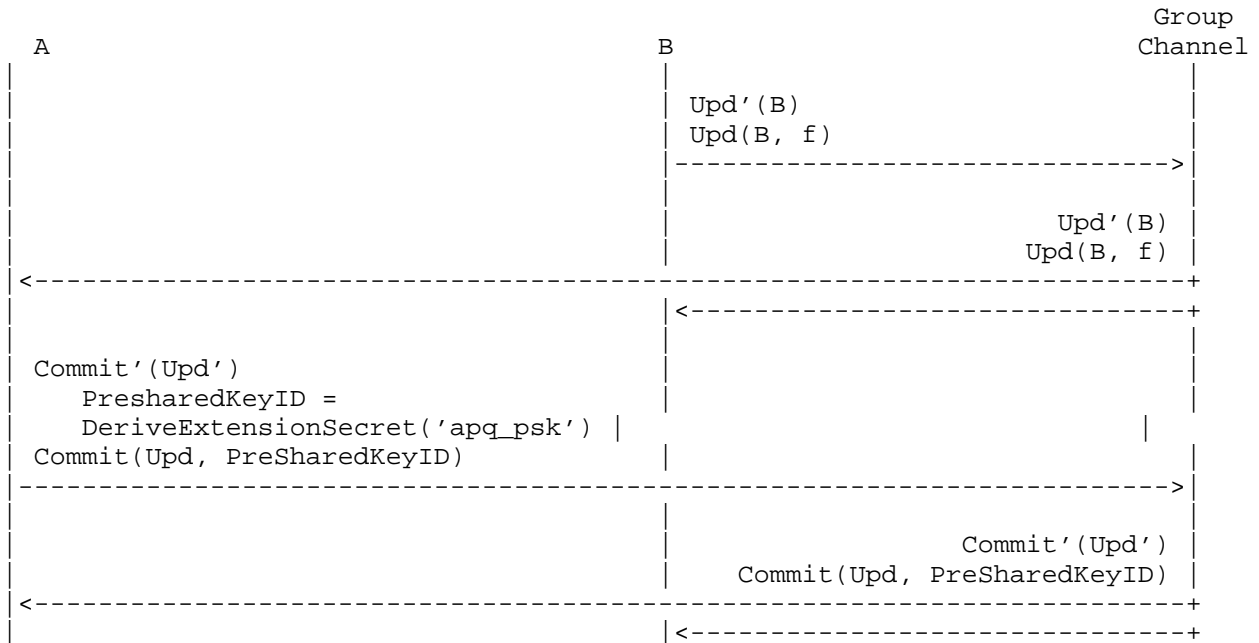 Group
A B Channel
Upd′(B)
Upd(B, f)
Upd′(B)
Upd(B, f)
Commit′(Upd′)
PresharedKeyID =
DeriveExtensionSecret(′apq_psk′)
Commit(Upd, PreSharedKeyID)
Commit′(Upd′)
Commit(Upd, PreSharedKeyID)